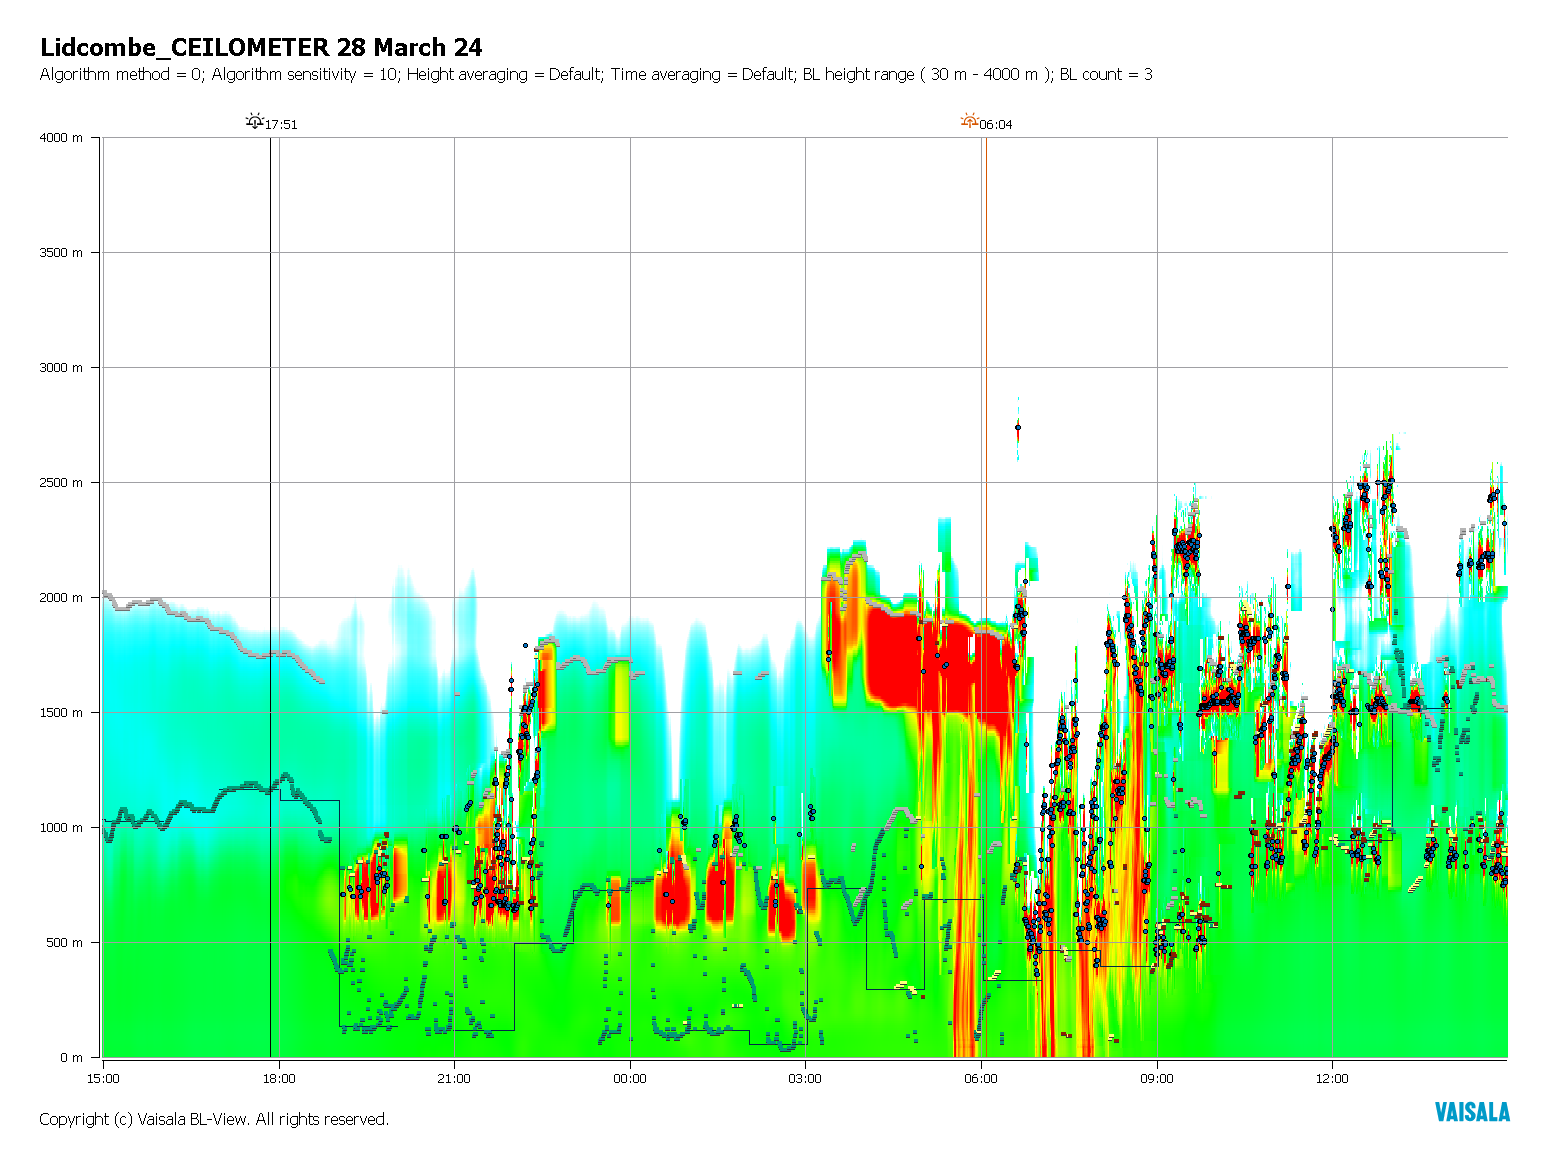 Lidcombe_CEILOMETER 28 March 24
Algorithm method = 0; Algorithm sensitivity = 10; Height averaging = Default; Time averaging = Default; BL height range ( 30 m - 4000 m ); BL count = 3
17:51
06:04
4000 m
3500 m
3000 m
2500 m
2000 m
1500 m
1000 m
500 m
0 m
15:00 18:00 21:00 00:00 03:00 06:00 09:00 12:00
Copyright (c) Vaisala BL-View. All rights reserved.
VAISALA